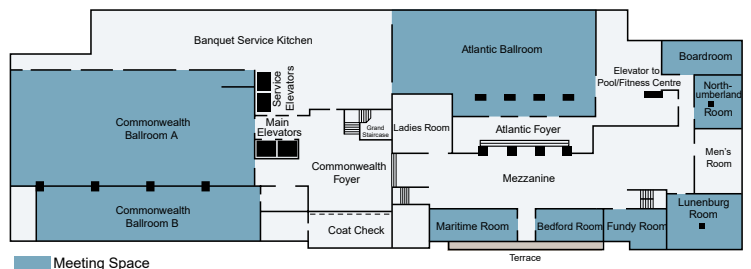 Banquet Service Kitchen
Atlantic Ballroom
Boardroom
Elevator to
Pool/Fitness Centre
Service
Elevators
North-
umberland
Room
Commonwealth
Ballroom A
Main
Elevators
Grand
Staircase
Ladies Room
Atlantic Foyer
Men's
Room
Commonwealth
Foyer
Mezzanine
Commonwealth
Ballroom B
Coat Check
Maritime Room
Bedford Room
Fundy Room
Lunenburg
Room
Terrace
Meeting Space